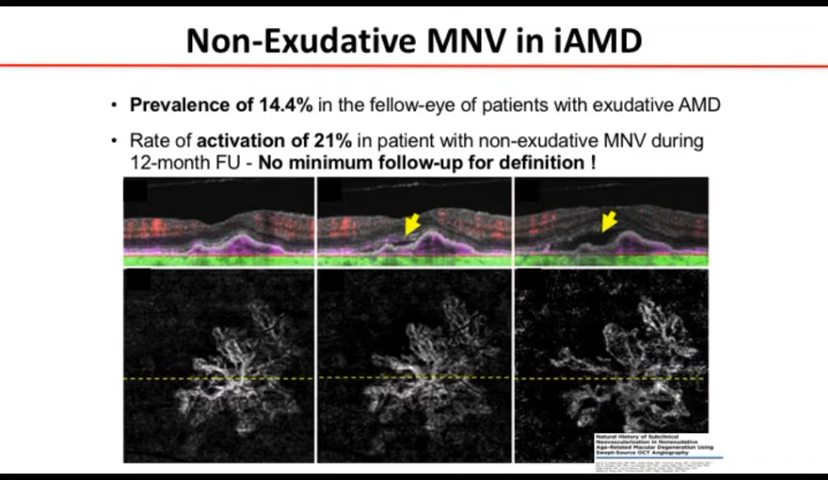 Non-Exudative MNV in iAMD
• Prevalence of 14.4% in the fellow-eye of patients with exudative AMD
• Rate of activation of 21% in patient with non-exudative MNV during
12-month FU - No minimum follow-up for definition !
Natural History of Subclinical
Neovascularization in Nonexudative
Age-Related Macular Degeneration Using
Swept-Source OCT Angiography